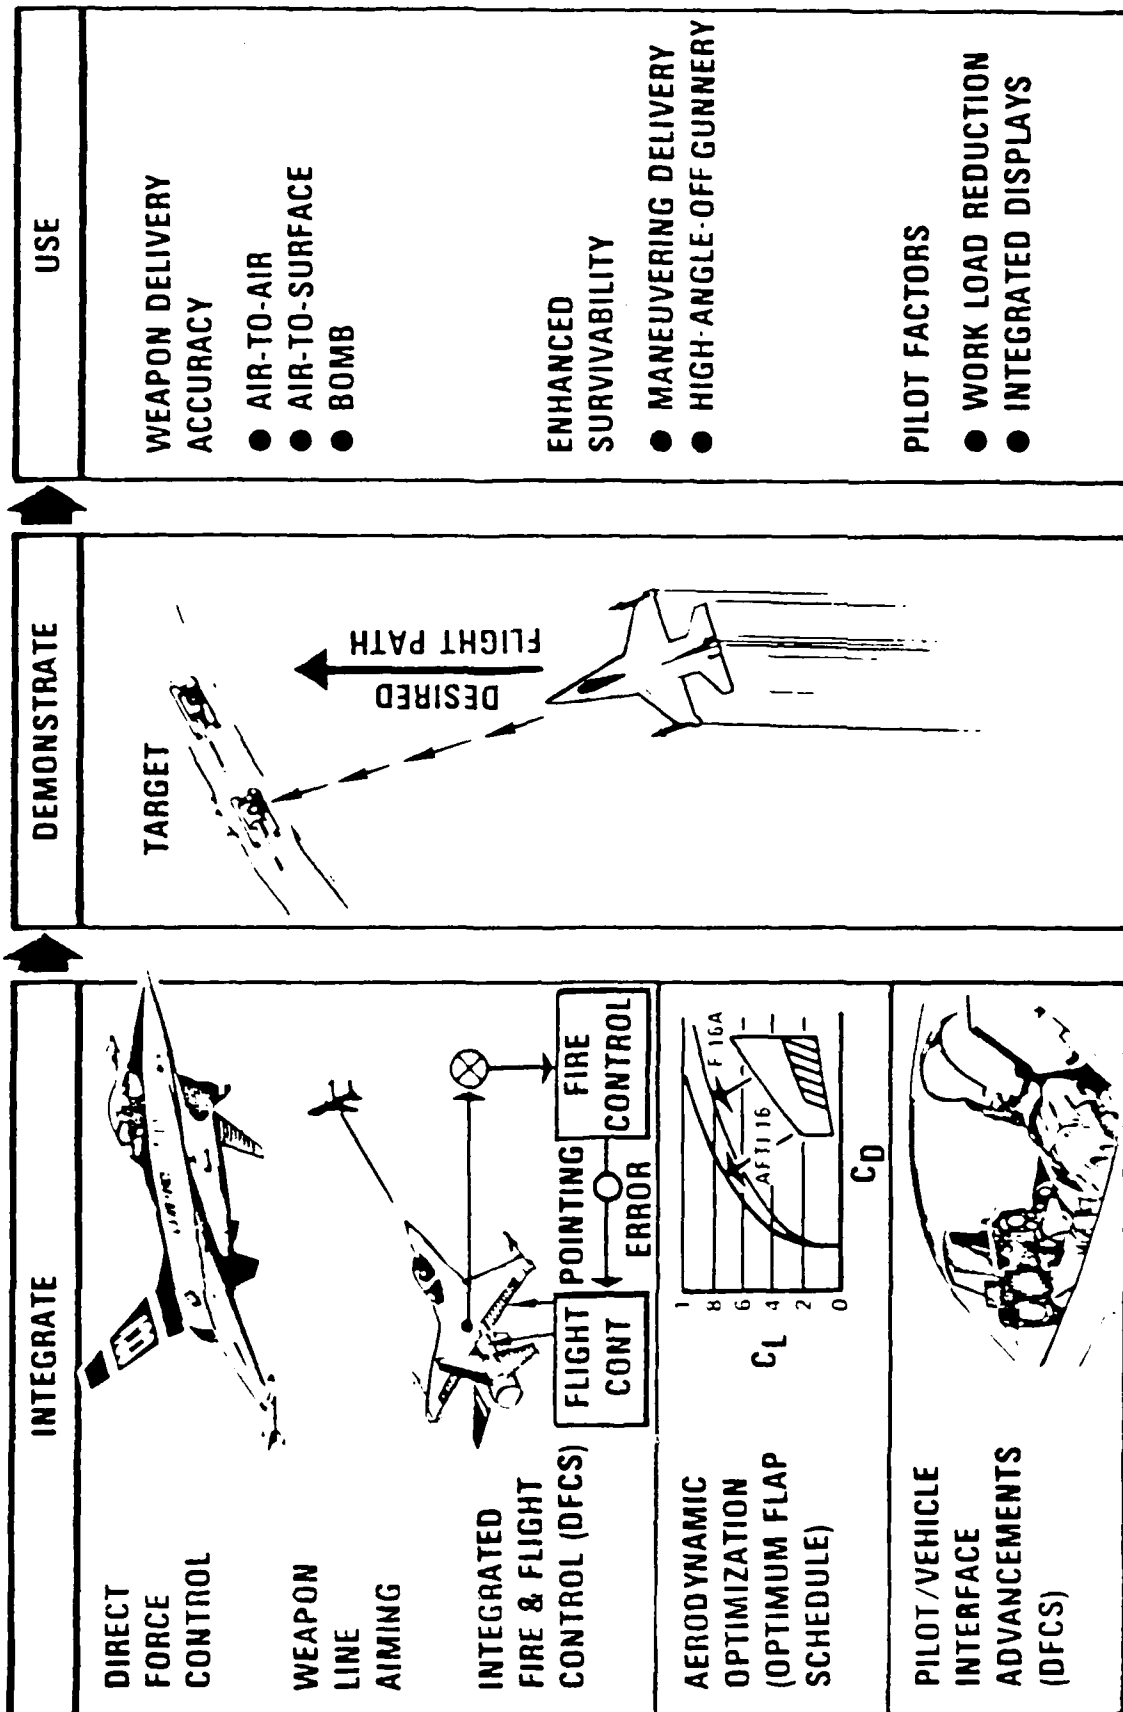 INTEGRATE
DIRECT
FORCE
CONTROL
WEAPON
LINE
AIMING
INTEGRATED
FIRE & FLIGHT
CONTROL (DFCS)
FLIGHT
CONT
POINTING
ERROR
FIRE
CONTROL
AERODYNAMIC
OPTIMIZATION
(OPTIMUM FLAP
SCHEDULE)
CL
1
8
6
4
2
0
AFTI 16
F 16A
CD
PILOT/VEHICLE
INTERFACE
ADVANCEMENTS
(DFCS)
DEMONSTRATE
TARGET
DESIRED
FLIGHT PATH
USE
WEAPON DELIVERY
ACCURACY
● AIR-TO-AIR
● AIR-TO-SURFACE
● BOMB
ENHANCED
SURVIVABILITY
● MANEUVERING DELIVERY
● HIGH-ANGLE-OFF GUNNERY
PILOT FACTORS
● WORK LOAD REDUCTION
● INTEGRATED DISPLAYS